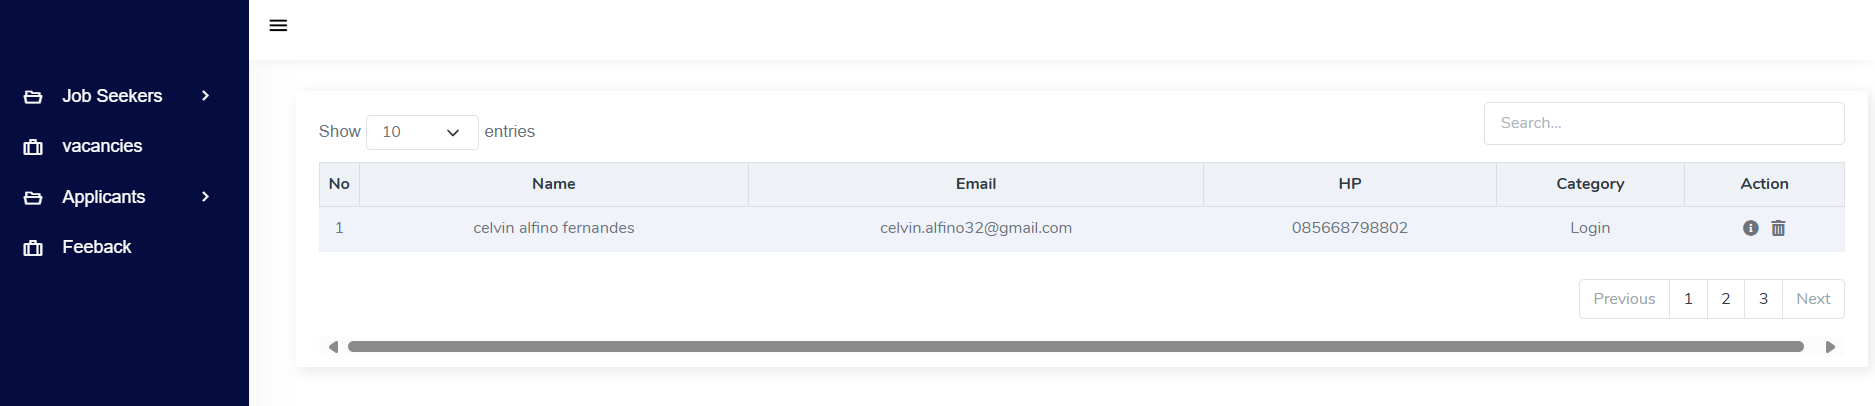 Job Seekers
vacancies
Applicants
Feeback
Show 10 entries
Search...
No Name Email HP Category Action
1 celvin alfino fernandes celvin.alfino32@gmail.com 085668798802 Login
Previous 1 2 3 Next